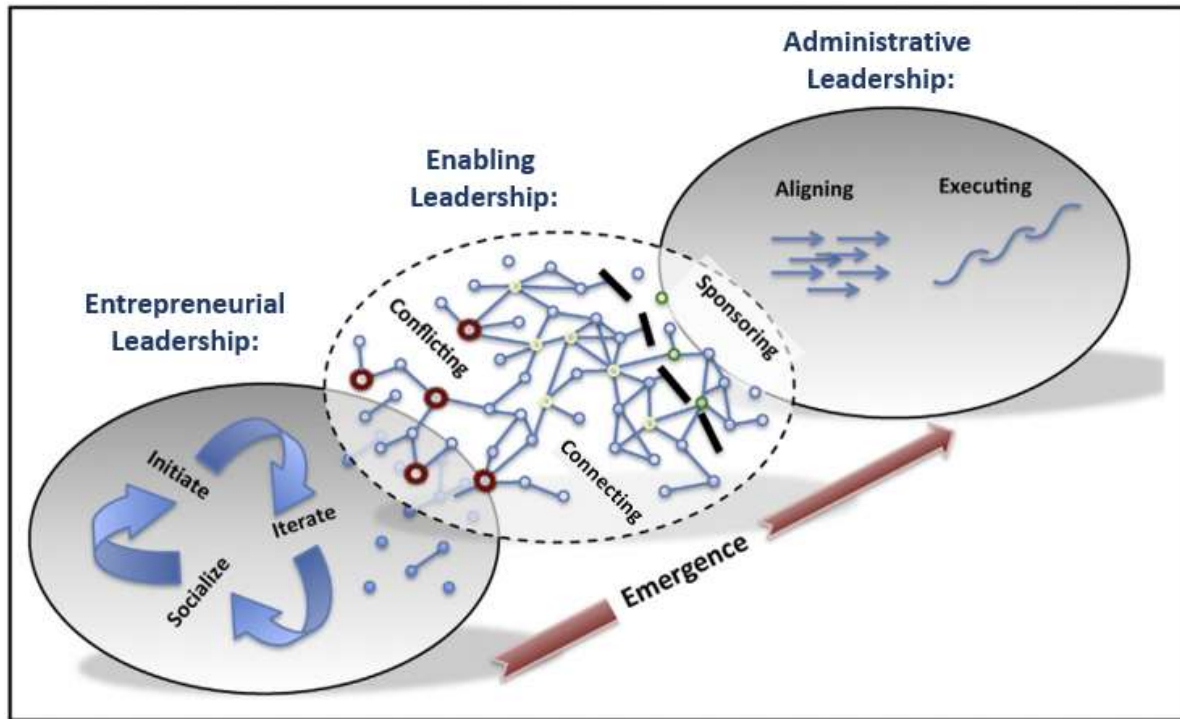 Administrative
Leadership:
Enabling
Leadership:
Aligning
Executing
Sponsoring
Entrepreneurial
Leadership:
Conflicting
Connecting
Initiate
Iterate
Socialize
Emergence